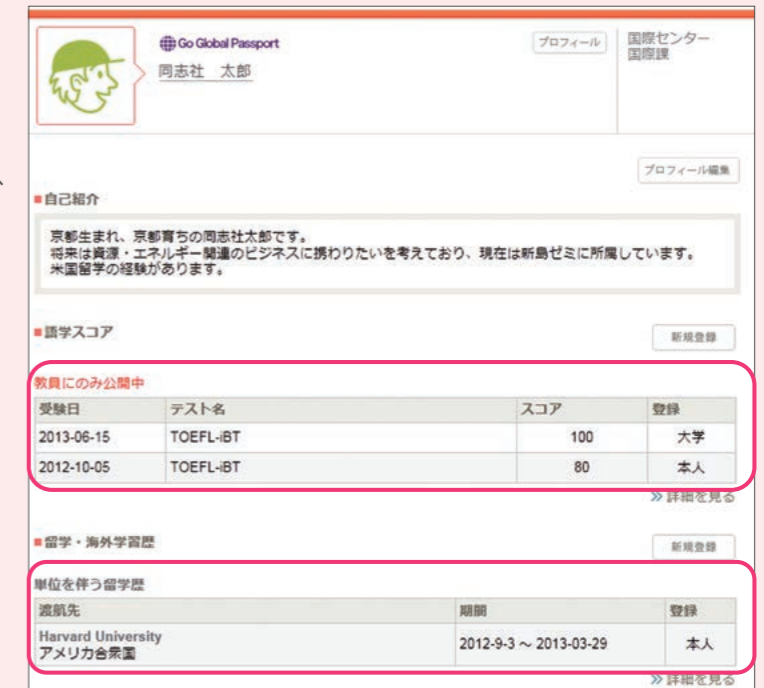 Go Global Passport
同志社 太郎
プロフィール
国際センター
国際課
プロフィール編集
、
■自己紹介
京都生まれ、京都育ちの同志社太郎です。
将来は資源・エネルギー関連のビジネスに携わりたいを考えており、現在は新島ゼミに所属しています。
米国留学の経験があります。
■語学スコア
新規登録
教員にのみ公開中
受験日 テスト名 スコア 登録
2013-06-15 TOEFL-iBT 100 大学
2012-10-05 TOEFL-iBT 80 本人
≫詳細を見る
■留学・海外学習歴
新規登録
単位を伴う留学歴
渡航先 期間 登録
Harvard University
アメリカ合衆国 2012-9-3 ～ 2013-03-29 本人
≫詳細を見る